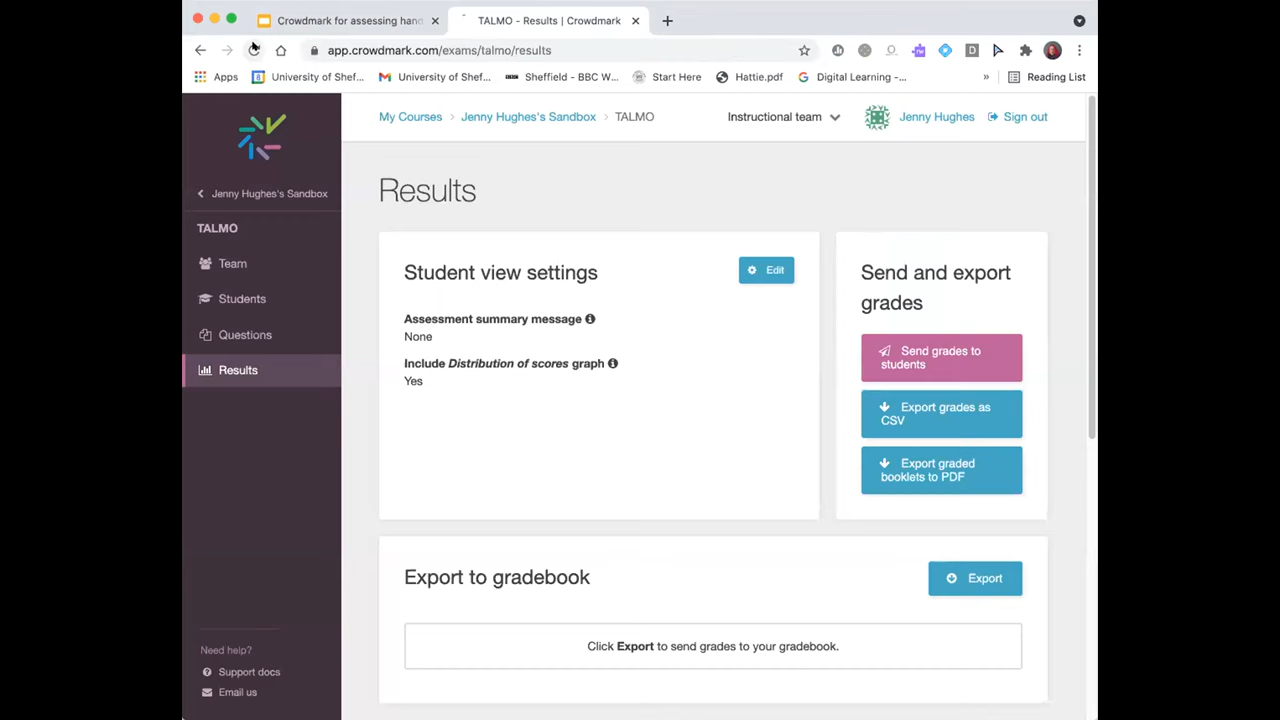 Crowdmark for assessing hand
TALMO - Results | Crowdmark
app.crowdmark.com/exams/talmo/results
Apps
University of Shef...
University of Shef...
Sheffield - BBC W...
Start Here
Hattie.pdf
Digital Learning -...
»
Reading List
My Courses > Jenny Hughes's Sandbox > TALMO
Instructional team
Jenny Hughes
Sign out
Jenny Hughes's Sandbox
TALMO
Team
Students
Questions
Results
Need help?
Support docs
Email us
Results
Student view settings
Edit
Assessment summary message
None
Include Distribution of scores graph
Yes
Send and export
grades
Send grades to
students
Export grades as
CSV
Export graded
booklets to PDF
Export to gradebook
Export
Click Export to send grades to your gradebook.